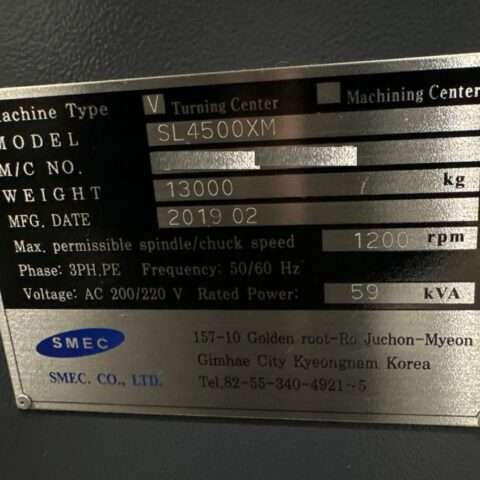 achine Type V Turning Center Machining Center
MODEL SL4500XM
M/C NO.
WEIGHT 13000 kg
MFG. DATE 2019 02
Max. permissible spindle/chuck speed 1200 rpm
Phase: 3PH.PE Frequency: 50/60 Hz
Voltage: AC 200/220 V Rated Power: 59 kVA
SMEC
SMEC. CO., LTD.
157-10 Golden root-Ro Juchon-Myeon
Gimhae City Kyeongnam Korea
Tel.82-55-340-4921~5